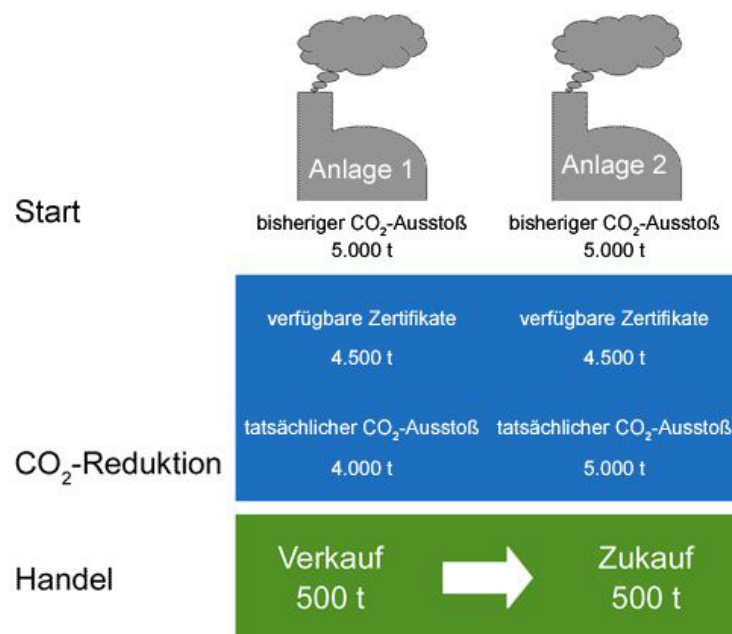 Anlage 1
Anlage 2
Start
bisheriger CO₂-Ausstoß
5.000 t
bisheriger CO₂-Ausstoß
5.000 t
verfügbare Zertifikate
4.500 t
verfügbare Zertifikate
4.500 t
CO₂-Reduktion
tatsächlicher CO₂-Ausstoß
4.000 t
tatsächlicher CO₂-Ausstoß
5.000 t
Handel
Verkauf
500 t
Zukauf
500 t